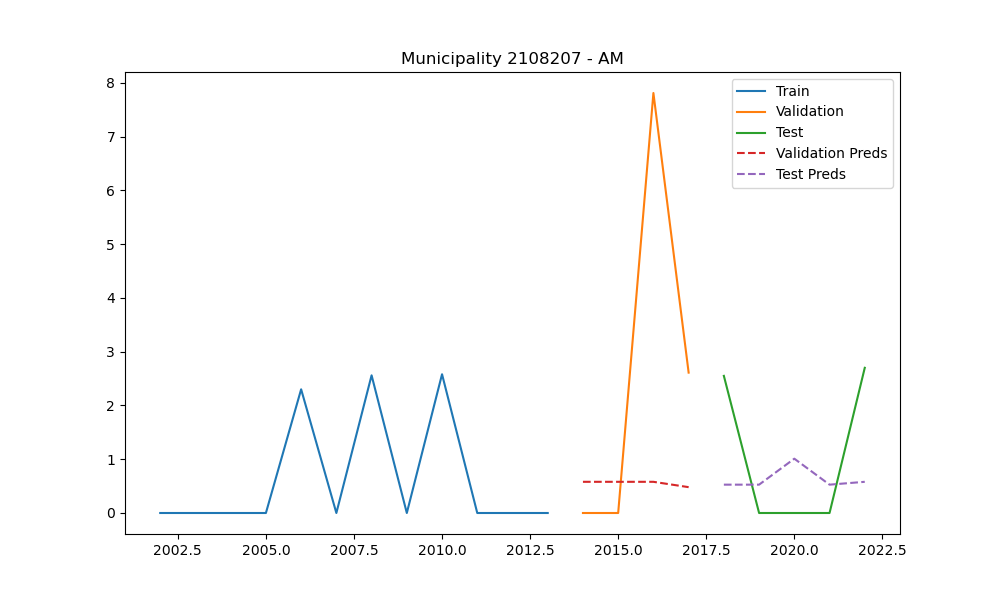 Municipality 2108207 - AM
8
7
6
5
4
3
2
1
0
Train
Validation
Test
Validation Preds
Test Preds
2002.5 2005.0 2007.5 2010.0 2012.5 2015.0 2017.5 2020.0 2022.5